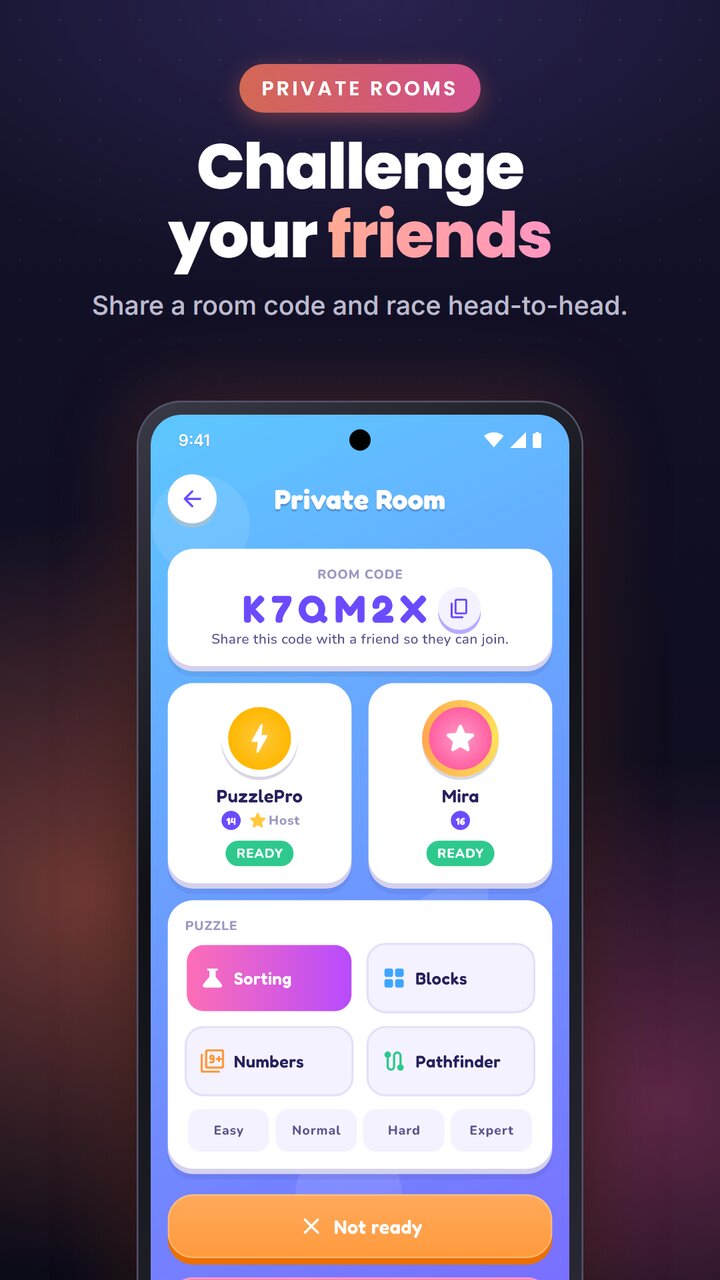 PRIVATE ROOMS
Challenge
your friends
Share a room code and race head-to-head.
9:41
Private Room
ROOM CODE
K7QM2X
Share this code with a friend so they can join.
PuzzlePro
14 Host
READY
Mira
16
READY
PUZZLE
Sorting
Blocks
9+ Numbers
Pathfinder
Easy
Normal
Hard
Expert
Not ready